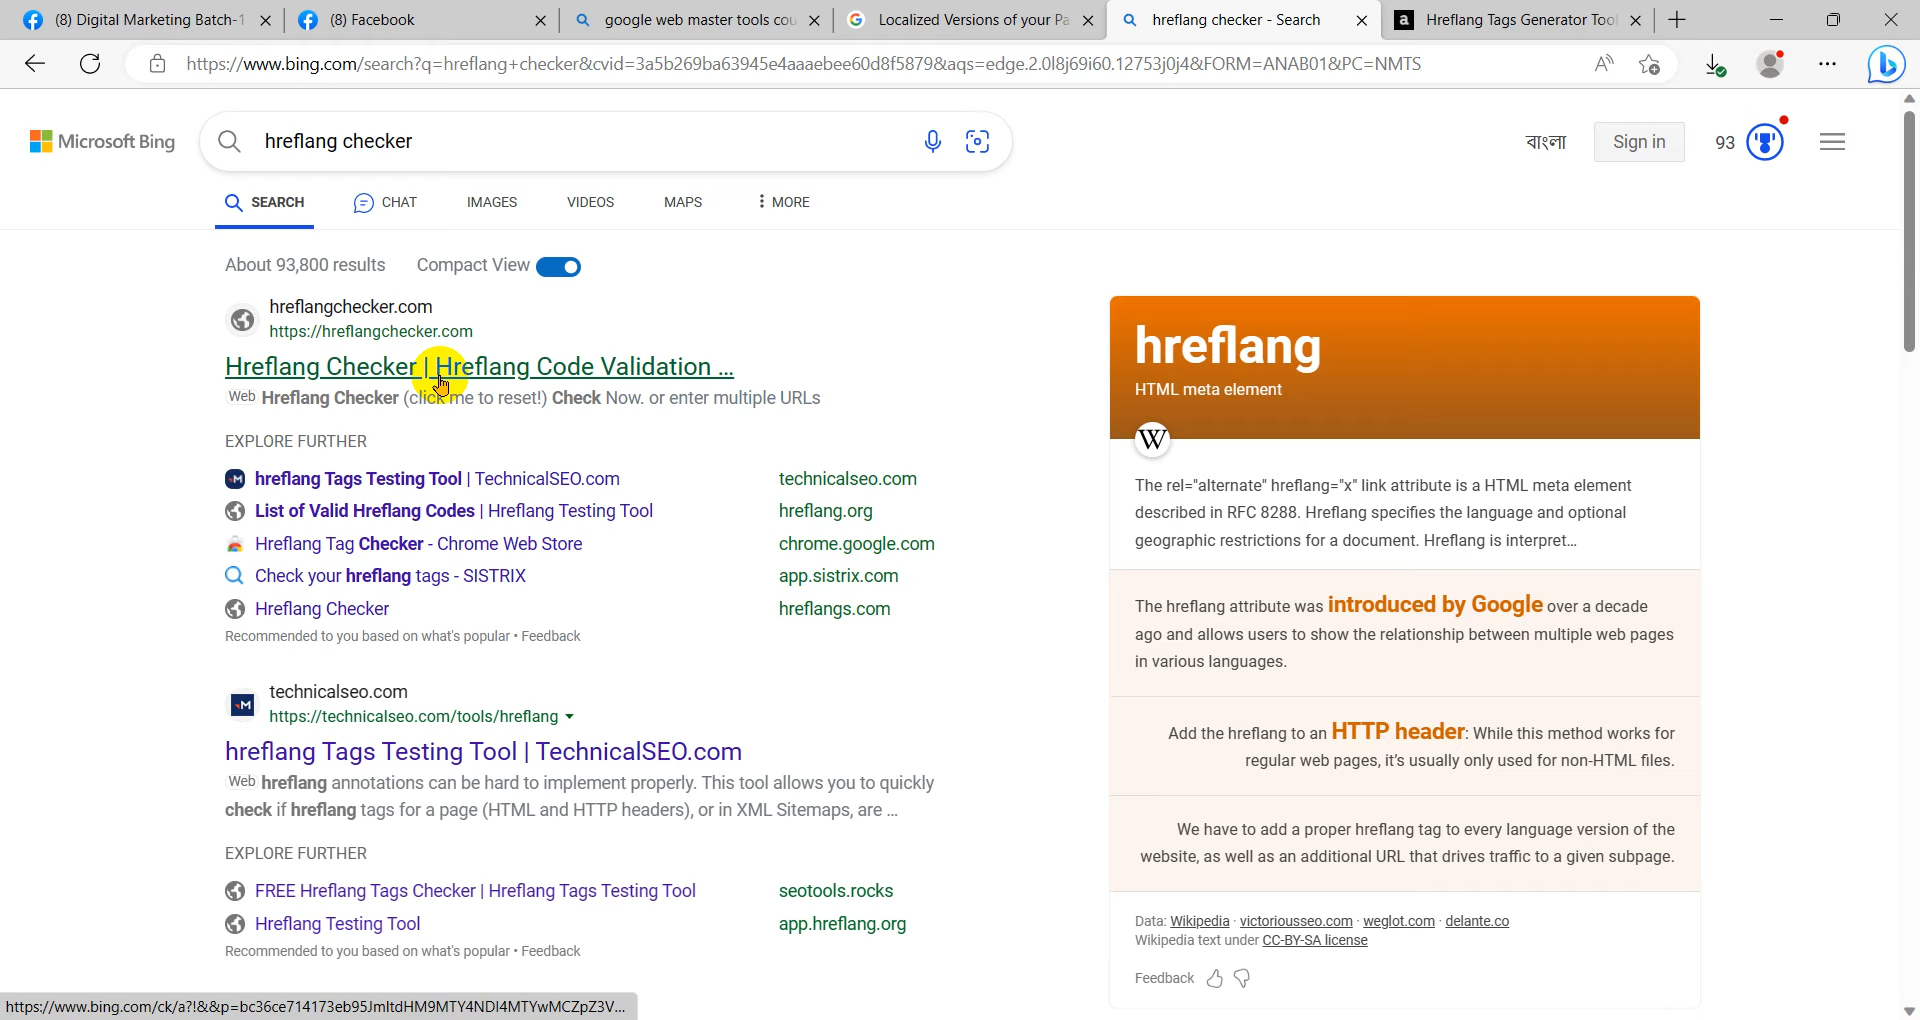 (8) Digital Marketing Batch-1
(8) Facebook
google web master tools cou
Localized Versions of your Pa
hreflang checker - Search
Hreflang Tags Generator Tool
https://www.bing.com/search?q=hreflang+checker&cvid=3a5b269ba63945e4aaaebee60d8f5879&aqs=edge.2.0l8j69i60.12753j0j4&FORM=ANAB01&PC=NMTS
Microsoft Bing
hreflang checker
বাংলা
Sign in
93
SEARCH
CHAT
IMAGES
VIDEOS
MAPS
MORE
About 93,800 results
Compact View
hreflangchecker.com
https://hreflangchecker.com
Hreflang Checker | Hreflang Code Validation ...
Web Hreflang Checker (click me to reset!) Check Now. or enter multiple URLs
EXPLORE FURTHER
hreflang Tags Testing Tool | TechnicalSEO.com technicalseo.com
List of Valid Hreflang Codes | Hreflang Testing Tool hreflang.org
Hreflang Tag Checker - Chrome Web Store chrome.google.com
Check your hreflang tags - SISTRIX app.sistrix.com
Hreflang Checker hreflangs.com
Recommended to you based on what's popular • Feedback
technicalseo.com
https://technicalseo.com/tools/hreflang
hreflang Tags Testing Tool | TechnicalSEO.com
Web hreflang annotations can be hard to implement properly. This tool allows you to quickly
check if hreflang tags for a page (HTML and HTTP headers), or in XML Sitemaps, are ...
EXPLORE FURTHER
FREE Hreflang Tags Checker | Hreflang Tags Testing Tool seotools.rocks
Hreflang Testing Tool app.hreflang.org
Recommended to you based on what's popular • Feedback
https://www.bing.com/ck/a?!&&p=bc36ce714173eb95JmltdHM9MTY4NDI4MTYwMCZpZ3V...
hreflang
HTML meta element
W
The rel="alternate" hreflang="x" link attribute is a HTML meta element
described in RFC 8288. Hreflang specifies the language and optional
geographic restrictions for a document. Hreflang is interpret...
The hreflang attribute was introduced by Google over a decade
ago and allows users to show the relationship between multiple web pages
in various languages.
Add the hreflang to an HTTP header: While this method works for
regular web pages, it's usually only used for non-HTML files.
We have to add a proper hreflang tag to every language version of the
website, as well as an additional URL that drives traffic to a given subpage.
Data: Wikipedia · victoriousseo.com · weglot.com · delante.co
Wikipedia text under CC-BY-SA license
Feedback